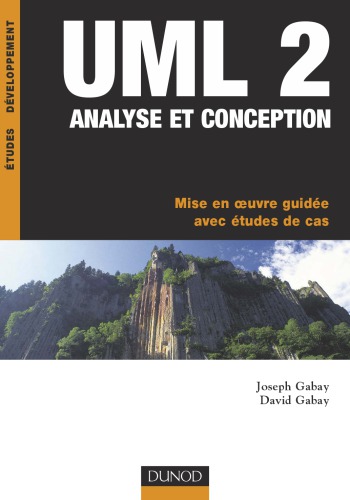 ÉTUDES DÉVELOPPEMENT
UML 2
ANALYSE ET CONCEPTION
Mise en œuvre guidée
avec études de cas
Joseph Gabay
David Gabay
DUNOD